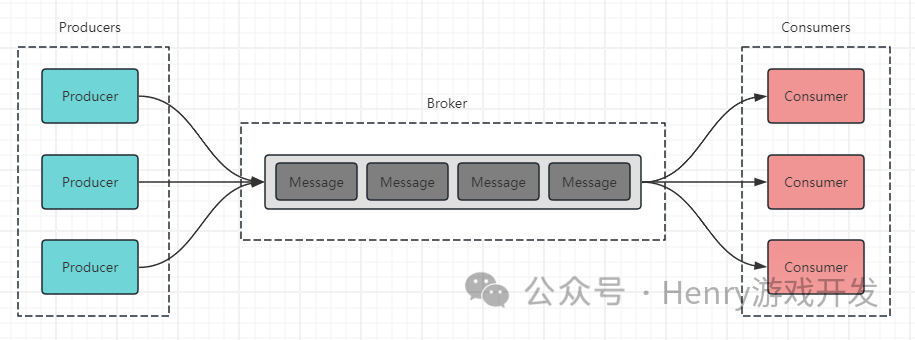 Producers
Consumers
Producer
Consumer
Broker
Producer
Message Message Message Message
Consumer
Producer
Consumer
公众号 · Henry游戏开发